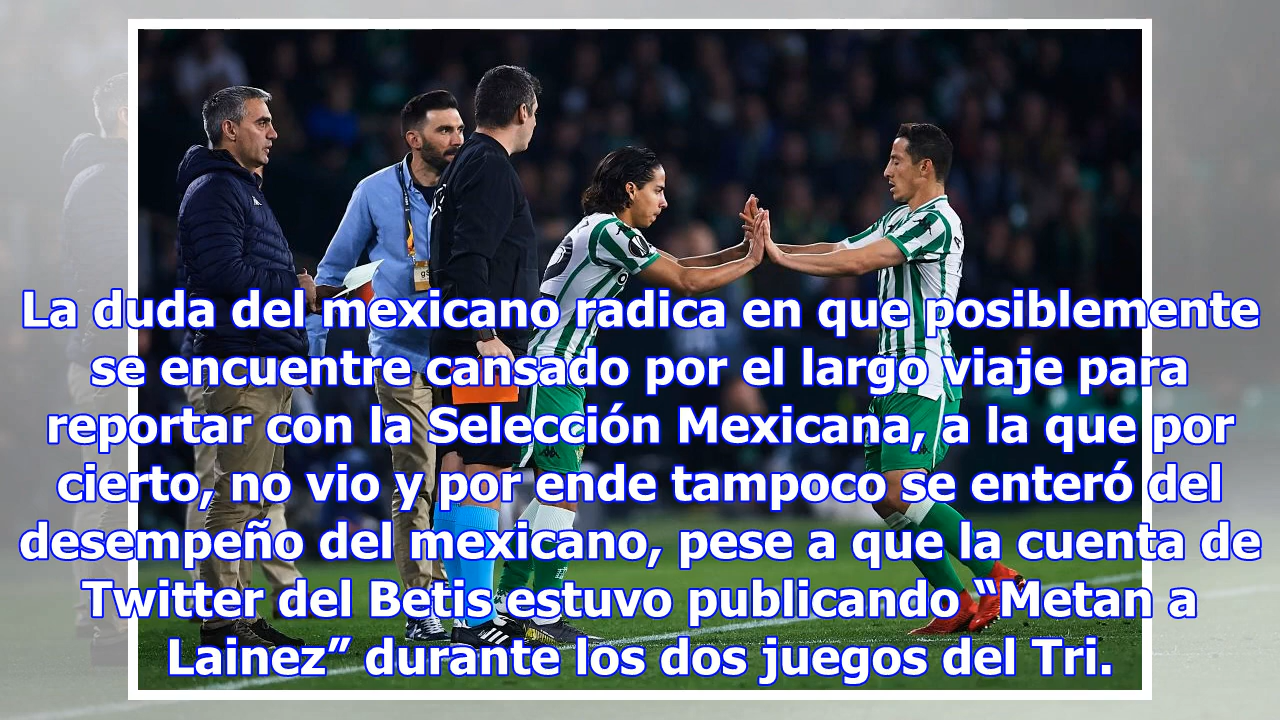 La duda del mexicano radica en que posiblemente
se encuentre cansado por el largo viaje para
reportar con la Selección Mexicana, a la que por
cierto, no vio y por ende tampoco se enteró del
desempeño del mexicano, pese a que la cuenta de
Twitter del Betis estuvo publicando “Metan a
Lainez” durante los dos juegos del Tri.